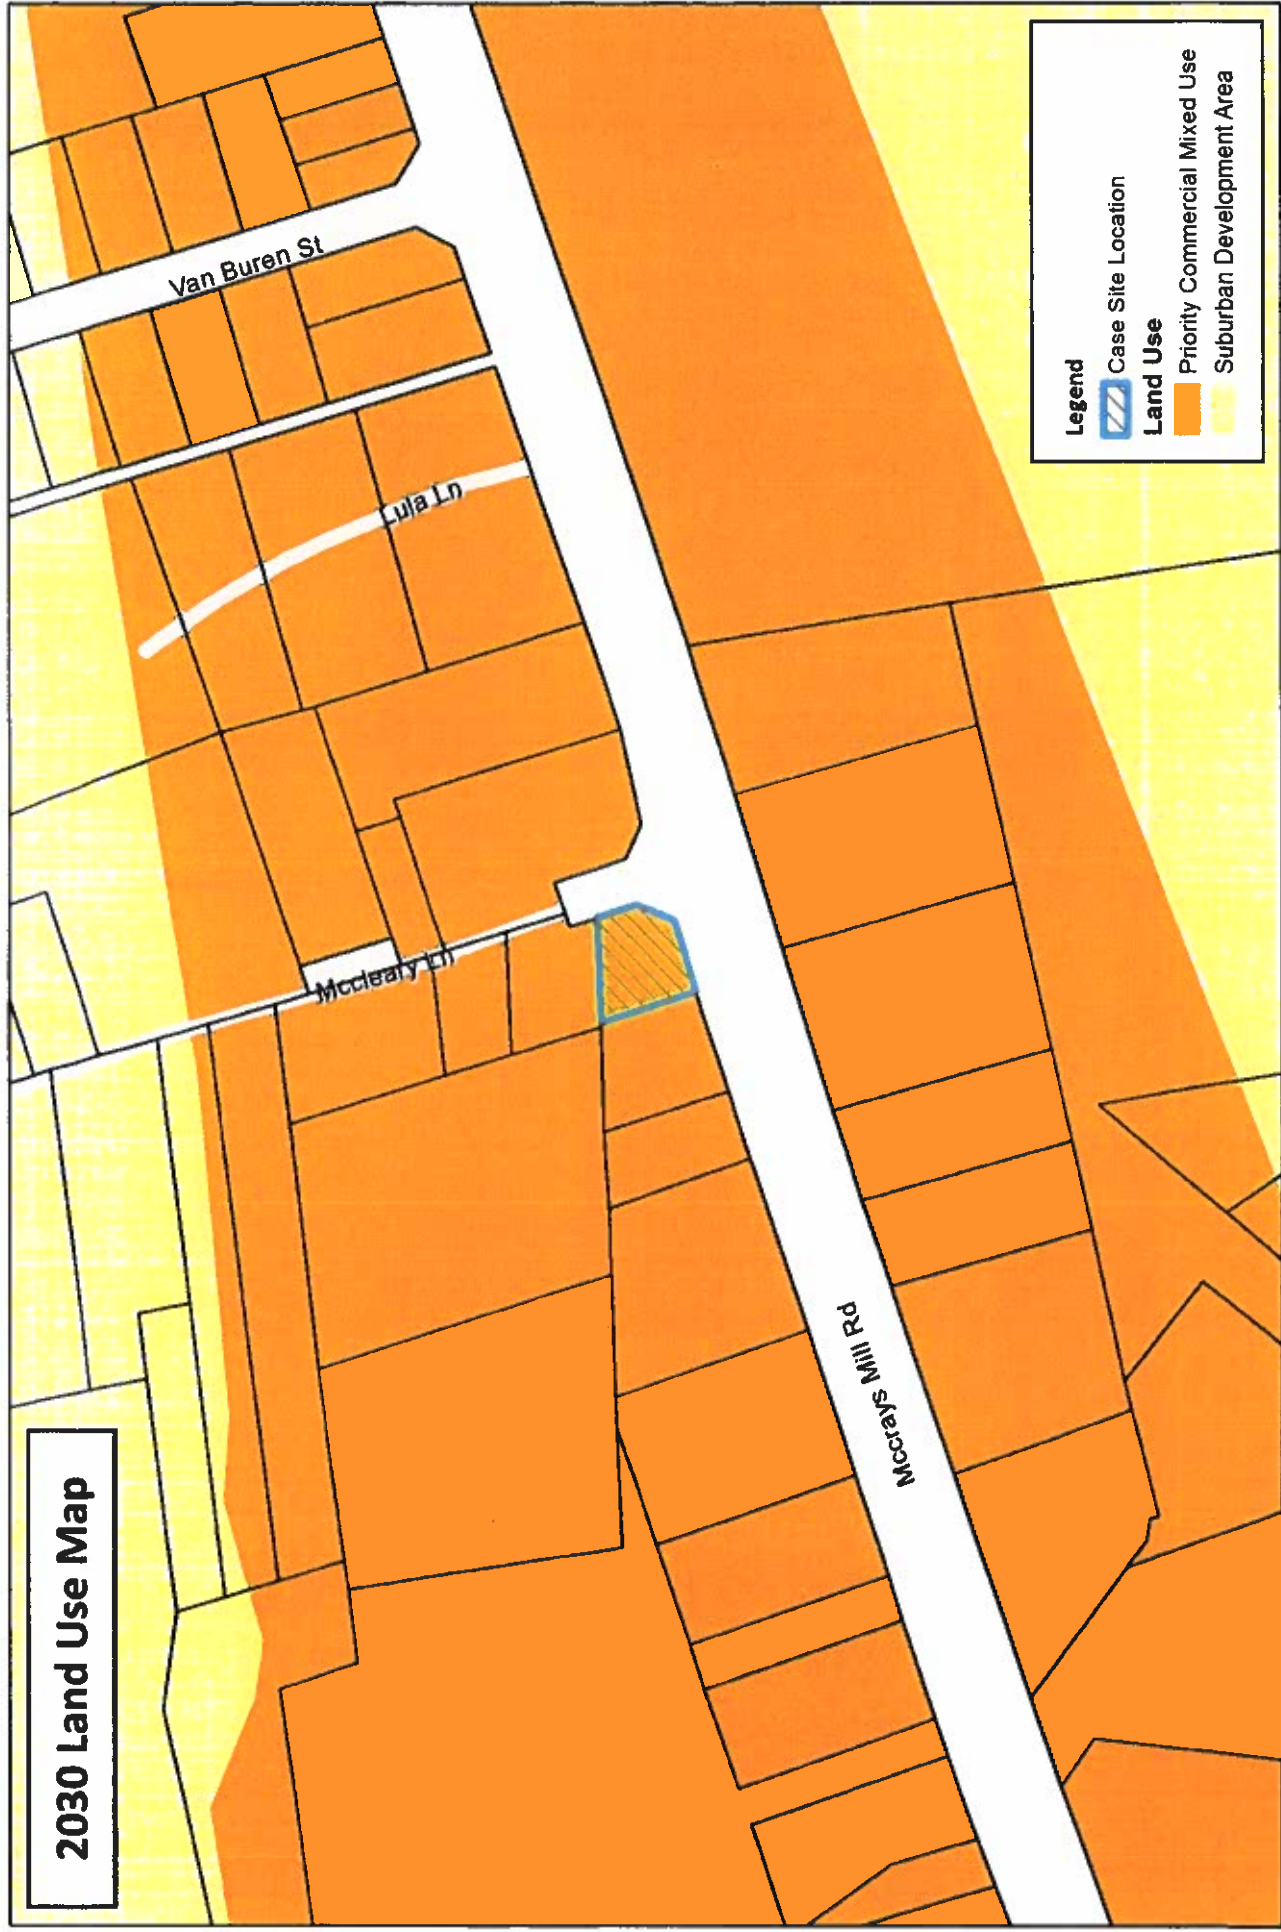 2030 Land Use Map
Van Buren St
Lula Ln
Mccleary Ln
Mccrays Mill Rd
Legend
Case Site Location
Land Use
Priority Commercial Mixed Use
Suburban Development Area